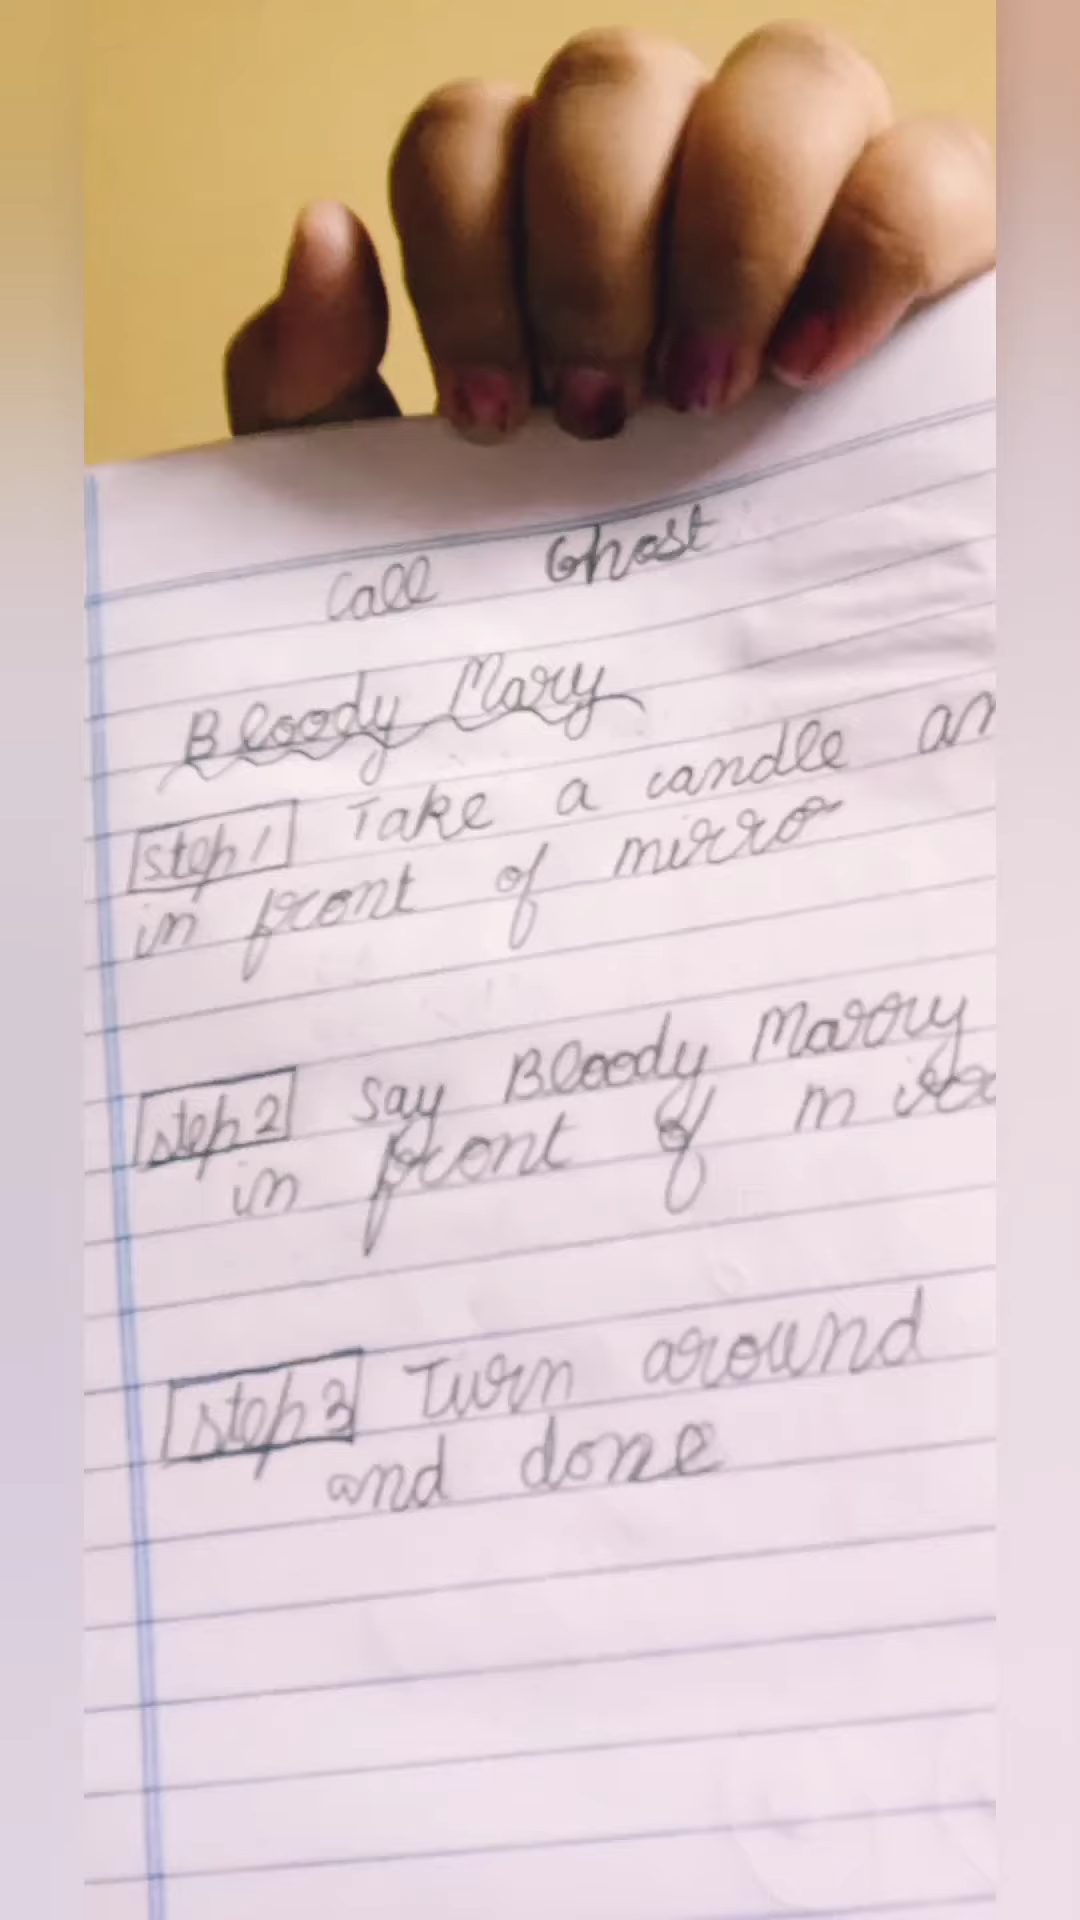 Call Ghost
Bloody Mary
Step 1 Take a candle an
in front of mirror
Step 2 Say Bloody Marry
in front of
Step 3 Turn around
and done